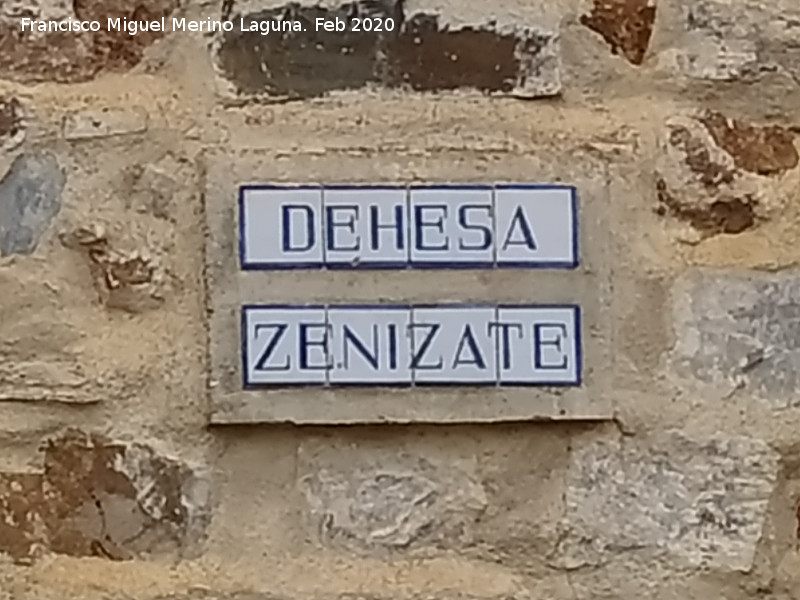 Francisco Miguel Merino Laguna. Feb 2020
DEHESA
ZENIZATE